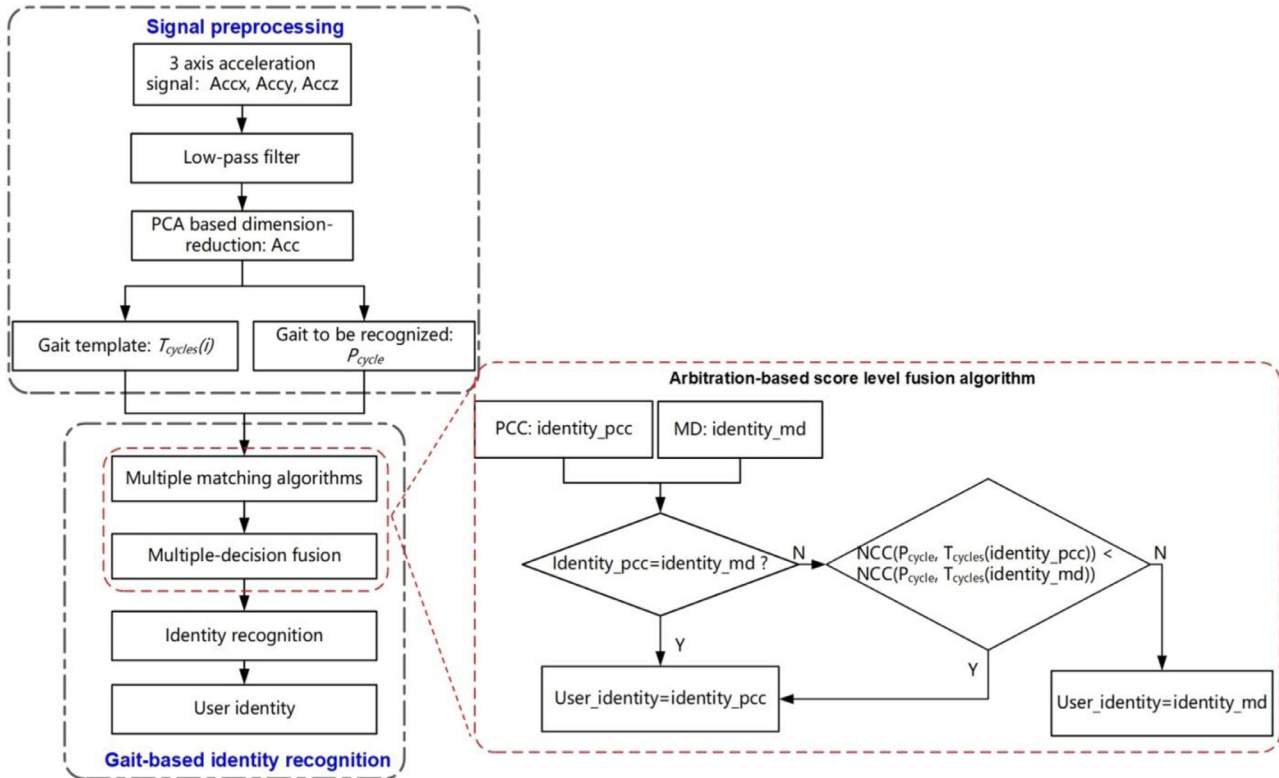 Signal preprocessing
3 axis acceleration
signal: Accx, Accy, Accz
Low-pass filter
PCA based dimension-
reduction: Acc
Gait template: Tcycles(i)
Gait to be recognized:
Pcycle
Multiple matching algorithms
Multiple-decision fusion
Identity recognition
User identity
Gait-based identity recognition
Arbitration-based score level fusion algorithm
PCC: identity_pcc
MD: identity_md
Identity_pcc=identity_md ?
N
NCC(Pcycle, Tcycles(identity_pcc)) <
NCC(Pcycle, Tcycles(identity_md))
N
Y
Y
User_identity=identity_pcc
User_identity=identity_md